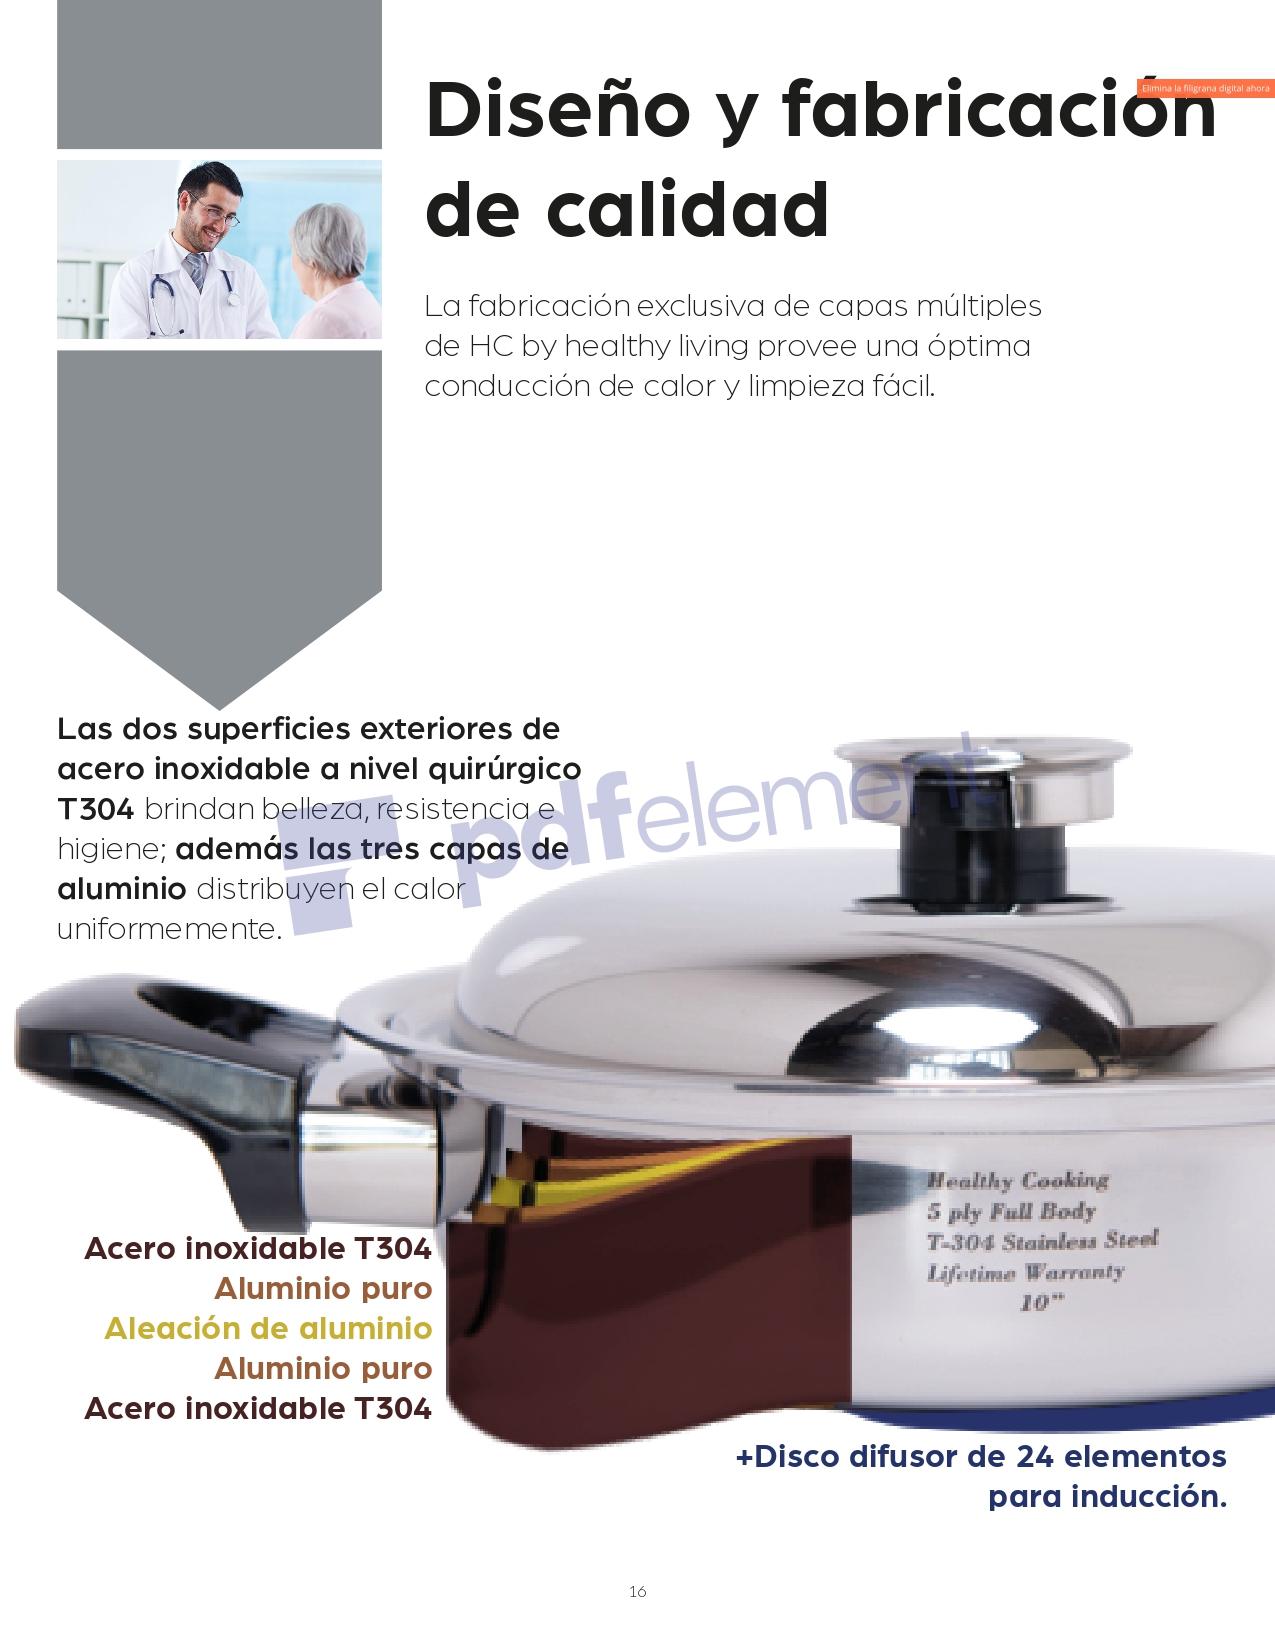 Diseño y fabricación
Elimina la filigrana digital ahora
de calidad
La fabricación exclusiva de capas múltiples
de HC by healthy living provee una óptima
conducción de calor y limpieza fácil.
Las dos superficies exteriores de
acero inoxidable a nivel quirúrgico
T304 brindan belleza, resistencia e
higiene; además las tres capas de
aluminio distribuyen el calor
uniformemente.
pdfelement
Healthy Cooking
5 ply Full Body
T-304 Stainless Steel
Lifetime Warranty
10"
Acero inoxidable T304
Aluminio puro
Aleación de aluminio
Aluminio puro
Acero inoxidable T304
+Disco difusor de 24 elementos
para inducción.
16